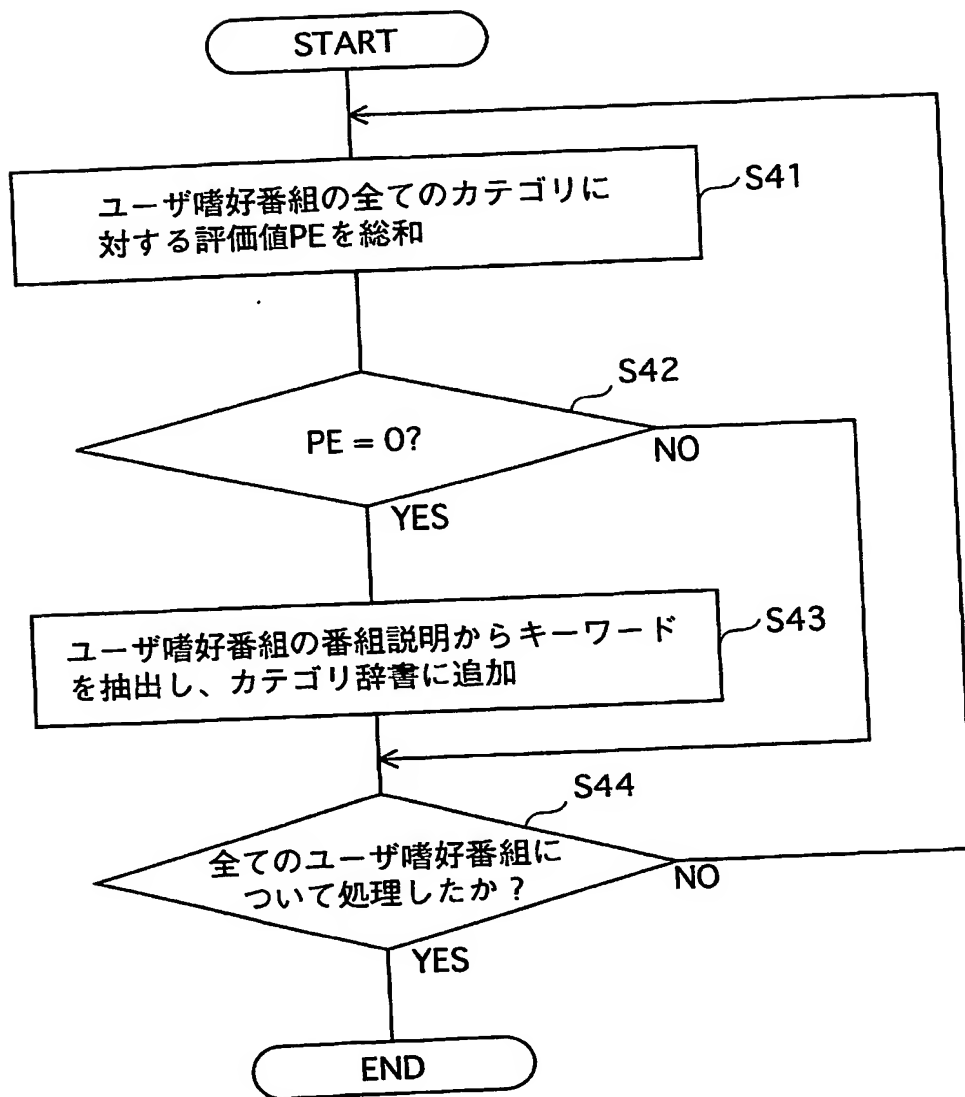 START
ユーザ嗜好番組の全てのカテゴリに
対する評価値PEを総和
S41
S42
PE = 0?
NO
YES
ユーザ嗜好番組の番組説明からキーワード
を抽出し、カテゴリ辞書に追加
S43
S44
全てのユーザ嗜好番組に
ついて処理したか？
NO
YES
END